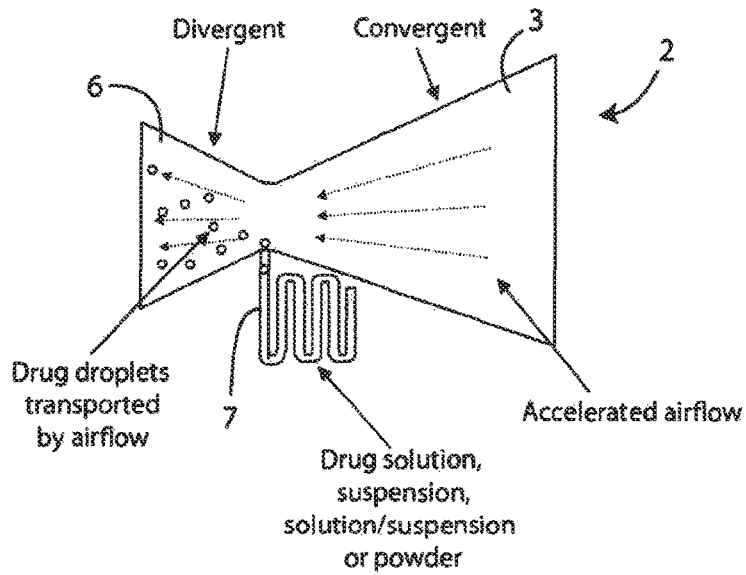 Divergent
Convergent
3
2
6
Drug droplets
transported
by airflow
7
Accelerated airflow
Drug solution,
suspension,
solution/suspension
or powder